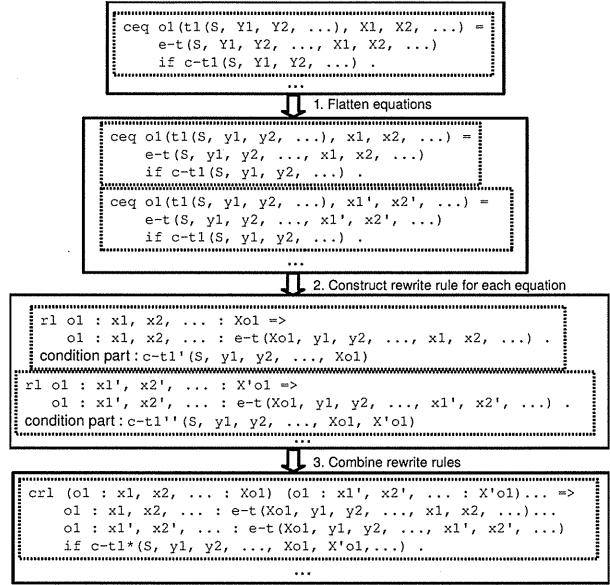 ceq o1(t1(S, Y1, Y2, ...), X1, X2, ...) =
e-t(S, Y1, Y2, ..., X1, X2, ...)
if c-t1(S, Y1, Y2, ...) .
...
1. Flatten equations
ceq o1(t1(S, y1, y2, ...), x1, x2, ...) =
e-t(S, y1, y2, ..., x1, x2, ...)
if c-t1(S, y1, y2, ...) .
ceq o1(t1(S, y1, y2, ...), x1', x2', ...) =
e-t(S, y1, y2, ..., x1', x2', ...)
if c-t1(S, y1, y2, ...) .
...
2. Construct rewrite rule for each equation
rl o1 : x1, x2, ... : Xo1 =>
o1 : x1, x2, ... : e-t(Xo1, y1, y2, ..., x1, x2, ...) .
condition part : c-t1'(S, y1, y2, ..., Xo1)
rl o1 : x1', x2', ... : X'o1 =>
o1 : x1', x2', ... : e-t(Xo1, y1, y2, ..., x1', x2', ...) .
condition part : c-t1''(S, y1, y2, ..., Xo1, X'o1)
...
3. Combine rewrite rules
crl (o1 : x1, x2, ... : Xo1) (o1 : x1', x2', ... : X'o1)... =>
o1 : x1, x2, ... : e-t(Xo1, y1, y2, ..., x1, x2, ...)...
o1 : x1', x2', ... : e-t(Xo1, y1, y2, ..., x1', x2', ...)
if c-t1*(S, y1, y2, ..., Xo1, X'o1,...) .
...